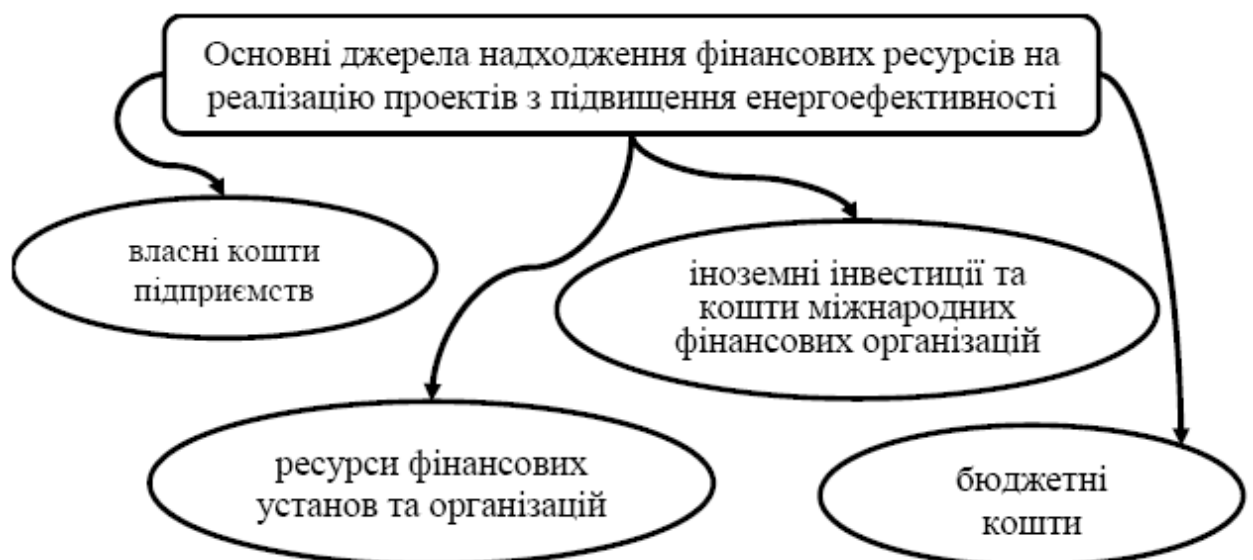 Основні джерела надходження фінансових ресурсів на
реалізацію проектів з підвищення енергоефективності
власні кошти
підприємств
іноземні інвестиції та
кошти міжнародних
фінансових організацій
ресурси фінансових
установ та організацій
бюджетні
кошти